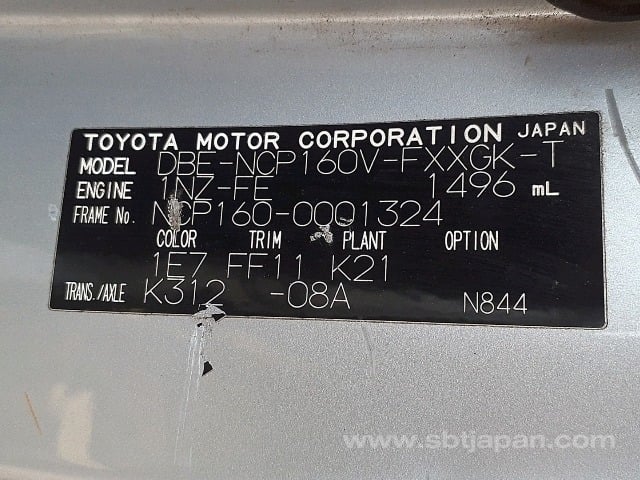 TOYOTA MOTOR CORPORATION JAPAN
MODEL DBE-NCP160V-FXXGK-T
ENGINE 1NZ-FE 1496 mL
FRAME No. NCP160-0001324
COLOR TRIM PLANT OPTION
1E7 FF11 K21
TRANS./AXLE K312 -08A N844
www.sbtjapan.com